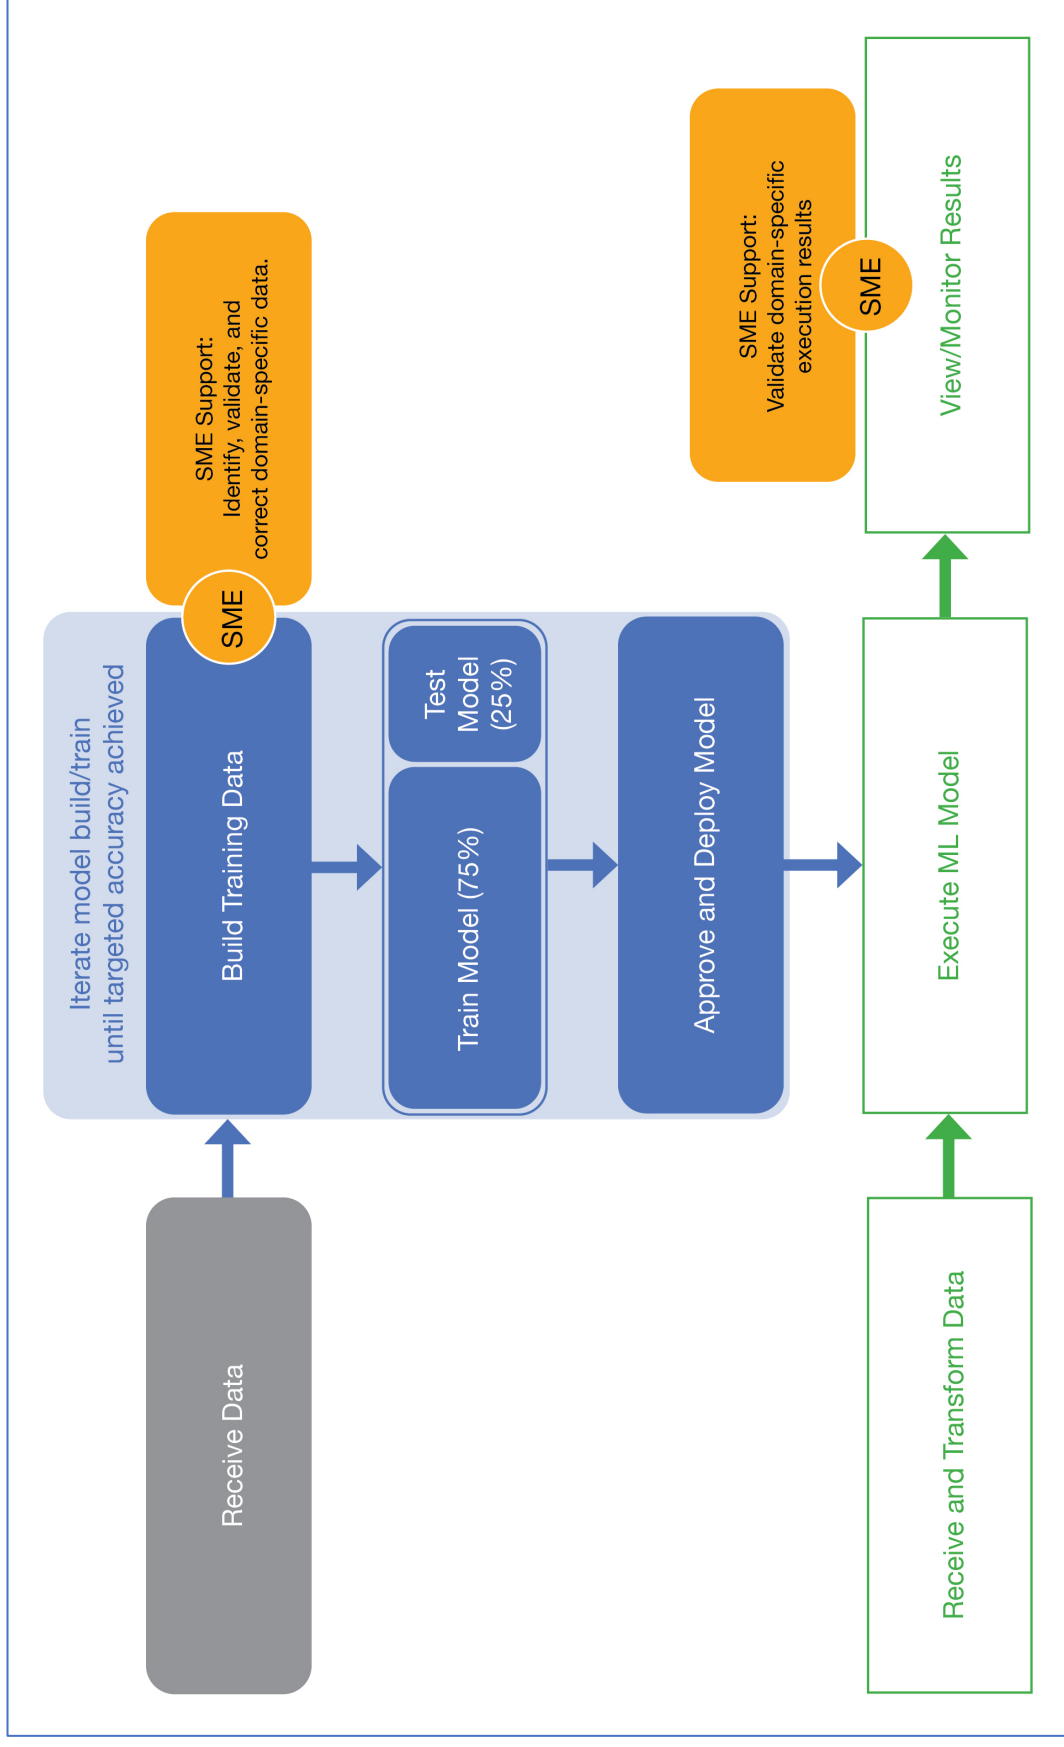 Iterate model build/train
until targeted accuracy achieved
Receive Data
Build Training Data
SME
SME Support:
Identify, validate, and
correct domain-specific data.
Train Model (75%)
Test
Model
(25%)
Approve and Deploy Model
SME Support:
Validate domain-specific
execution results
SME
Receive and Transform Data
Execute ML Model
View/Monitor Results